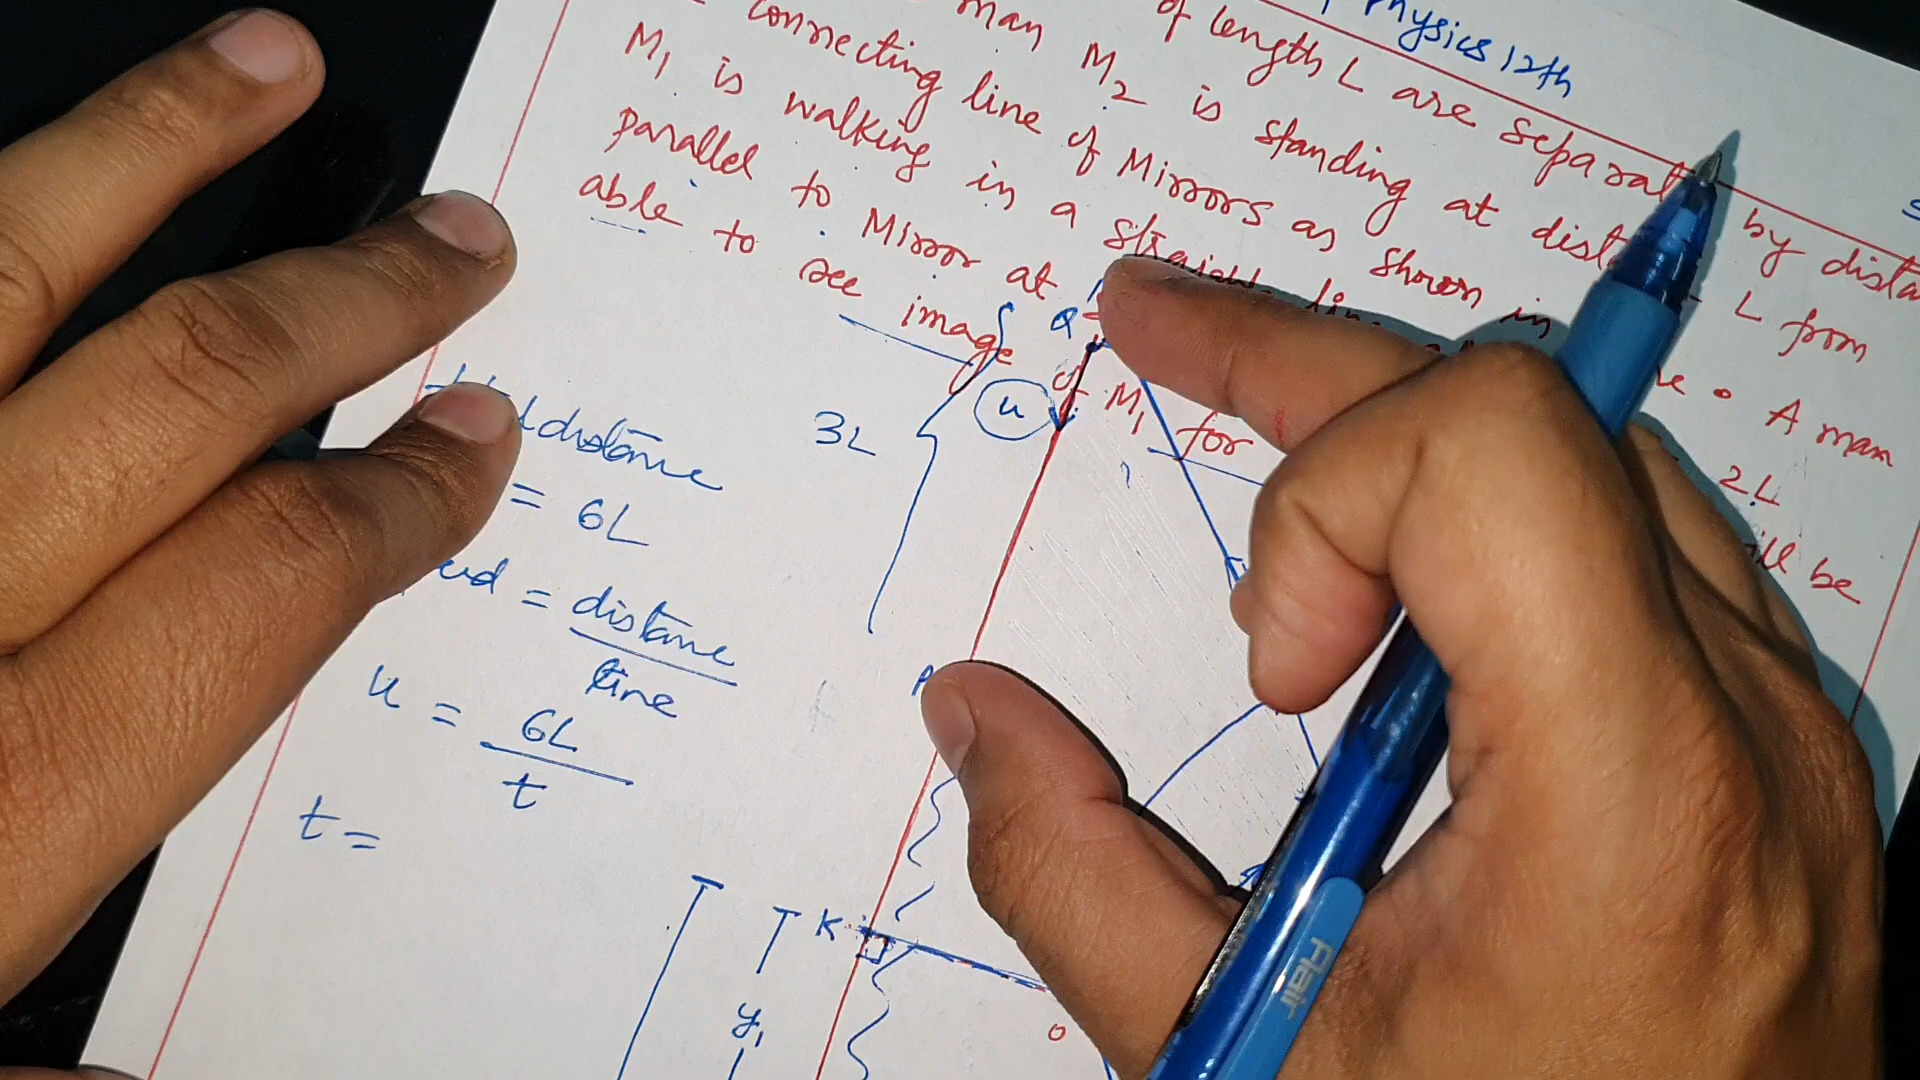 Physics 12th
of length L are separat by dista
man M2 is standing at dist L from
connecting line of Mirrors as shown in
A man
M1 is walking in a straight line
2L
parallel to Mirror at
ill be
able to see image of M1 for
Q
u
3L
distance
= 6L
= distance
time
u = 6L
t
t =
K
y1
Flair